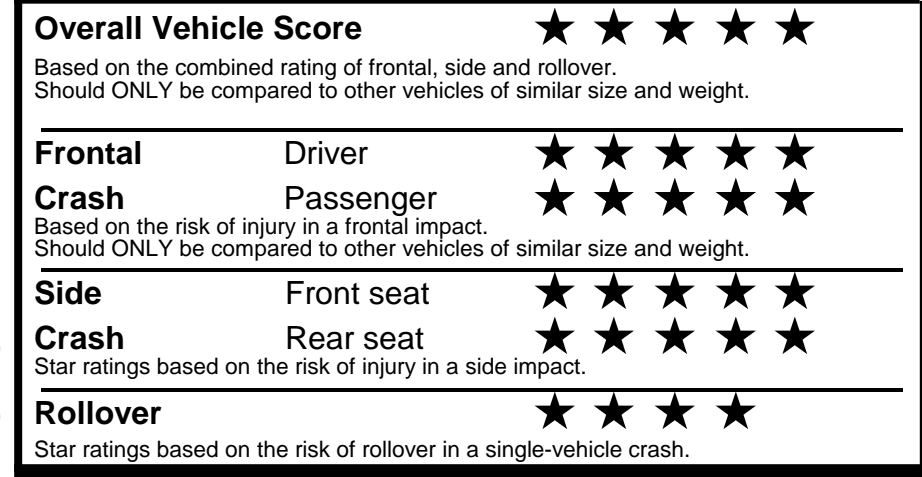 Overall Vehicle Score ★ ★ ★ ★ ★
Based on the combined rating of frontal, side and rollover.
Should ONLY be compared to other vehicles of similar size and weight.
Frontal Driver ★ ★ ★ ★ ★
Crash Passenger ★ ★ ★ ★ ★
Based on the risk of injury in a frontal impact.
Should ONLY be compared to other vehicles of similar size and weight.
Side Front seat ★ ★ ★ ★ ★
Crash Rear seat ★ ★ ★ ★ ★
Star ratings based on the risk of injury in a side impact.
Rollover ★ ★ ★ ★
Star ratings based on the risk of rollover in a single-vehicle crash.